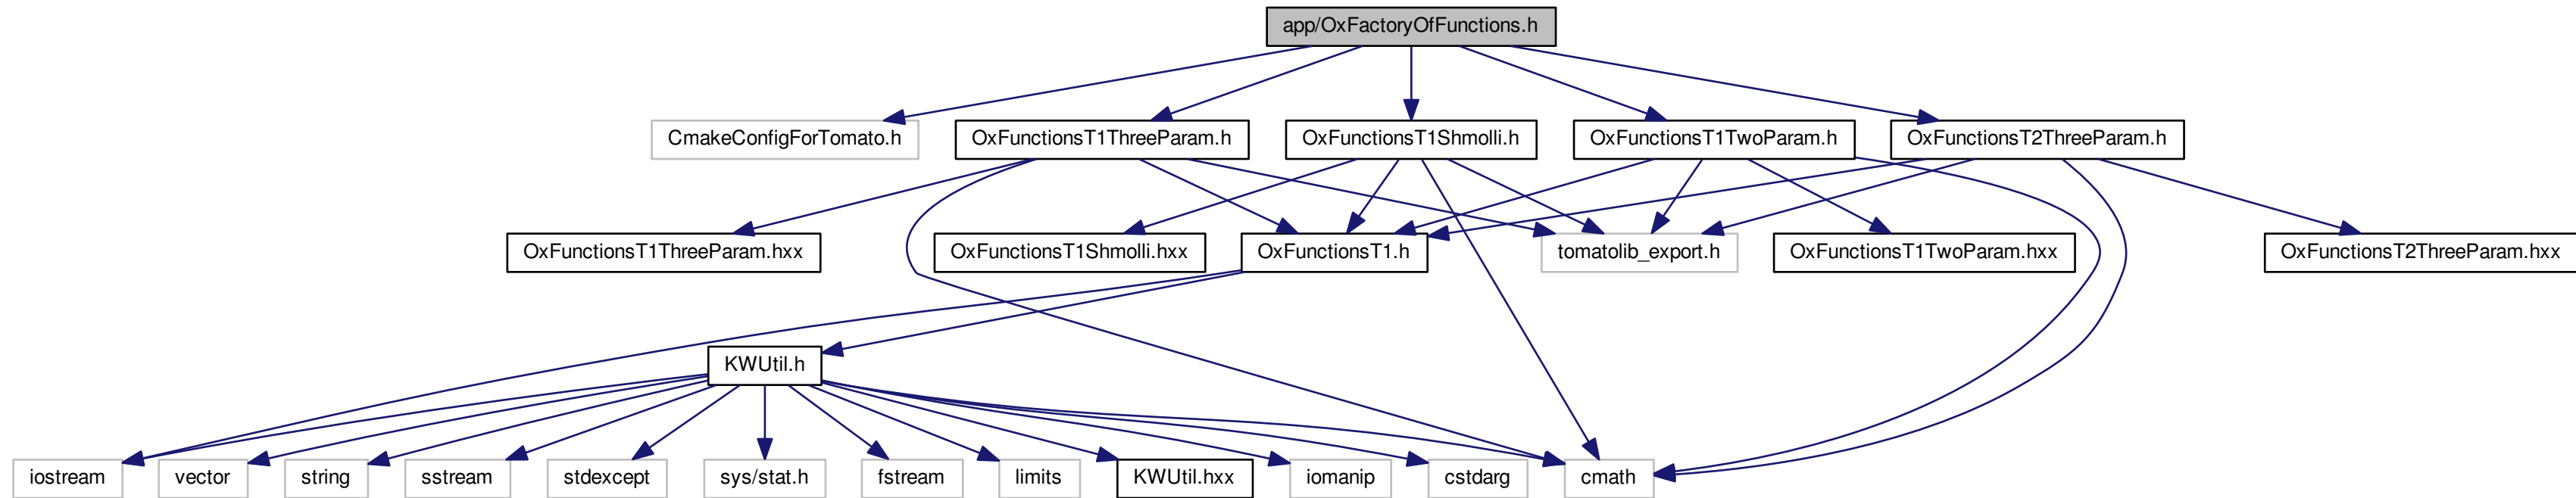 app/OxFactoryOfFunctions.h
CmakeConfigForTomato.h
OxFunctionsT1ThreeParam.h
OxFunctionsT1Shmolli.h
OxFunctionsT1TwoParam.h
OxFunctionsT2ThreeParam.h
OxFunctionsT1ThreeParam.hxx
OxFunctionsT1Shmolli.hxx
OxFunctionsT1.h
tomatolib_export.h
OxFunctionsT1TwoParam.hxx
OxFunctionsT2ThreeParam.hxx
KWUtil.h
iostream
vector
string
sstream
stdexcept
sys/stat.h
fstream
limits
KWUtil.hxx
iomanip
cstdarg
cmath